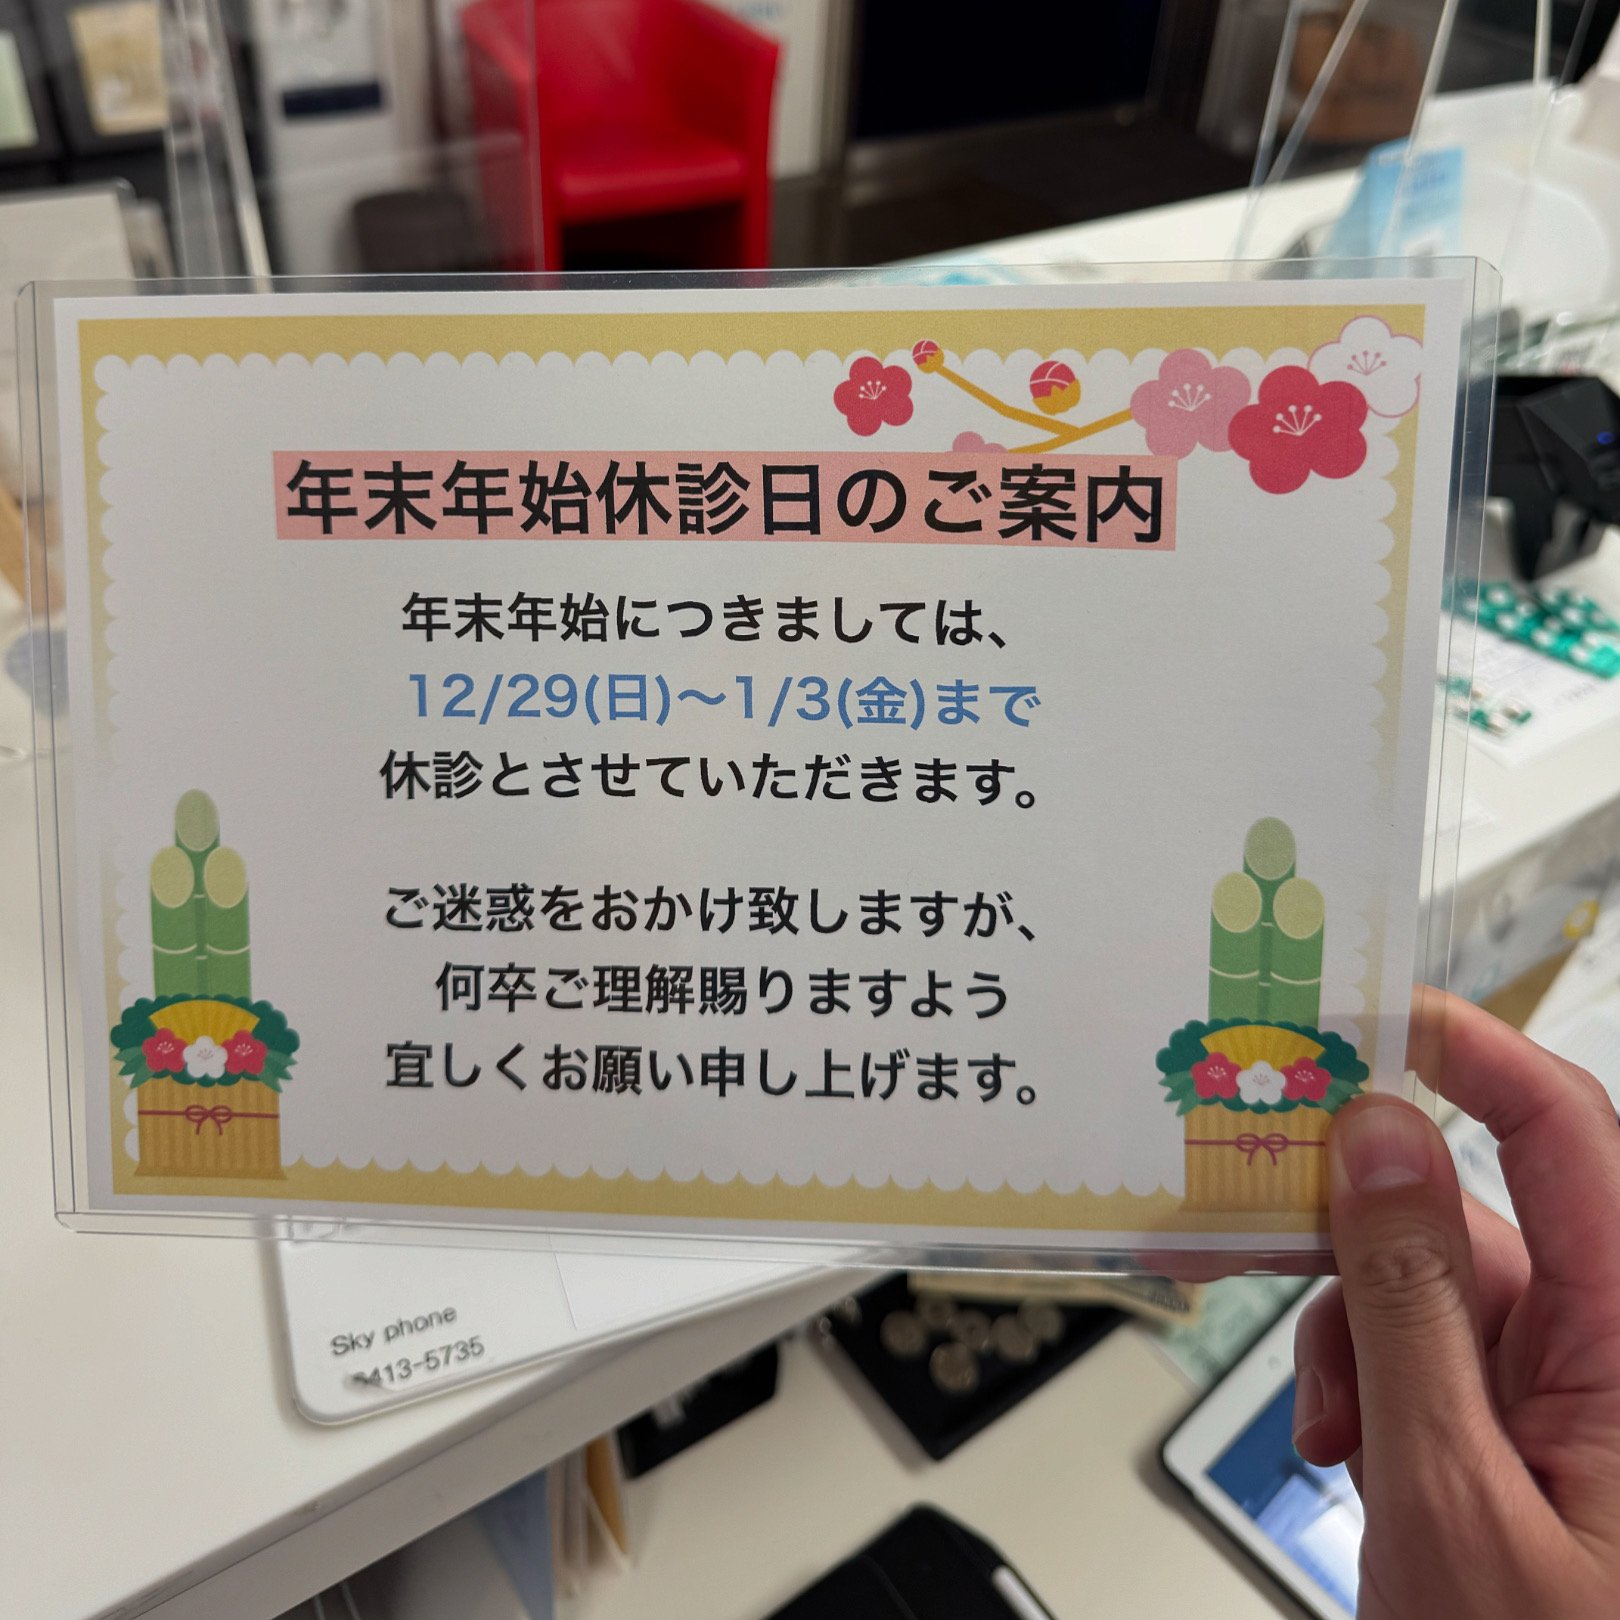 年末年始休診日のご案内
年末年始につきましては、
12/29(日)〜1/3(金)まで
休診とさせていただきます。
ご迷惑をおかけ致しますが、
何卒ご理解賜りますよう
宜しくお願い申し上げます。
Sky phone
413-5735